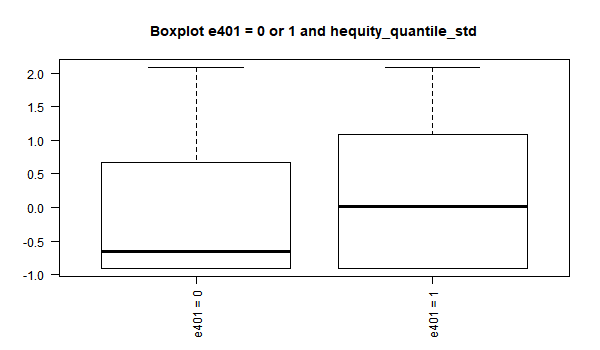 Boxplot e401 = 0 or 1 and hequity_quantile_std
2.0
1.5
1.0
0.5
0.0
-0.5
-1.0
e401 = 0
e401 = 1